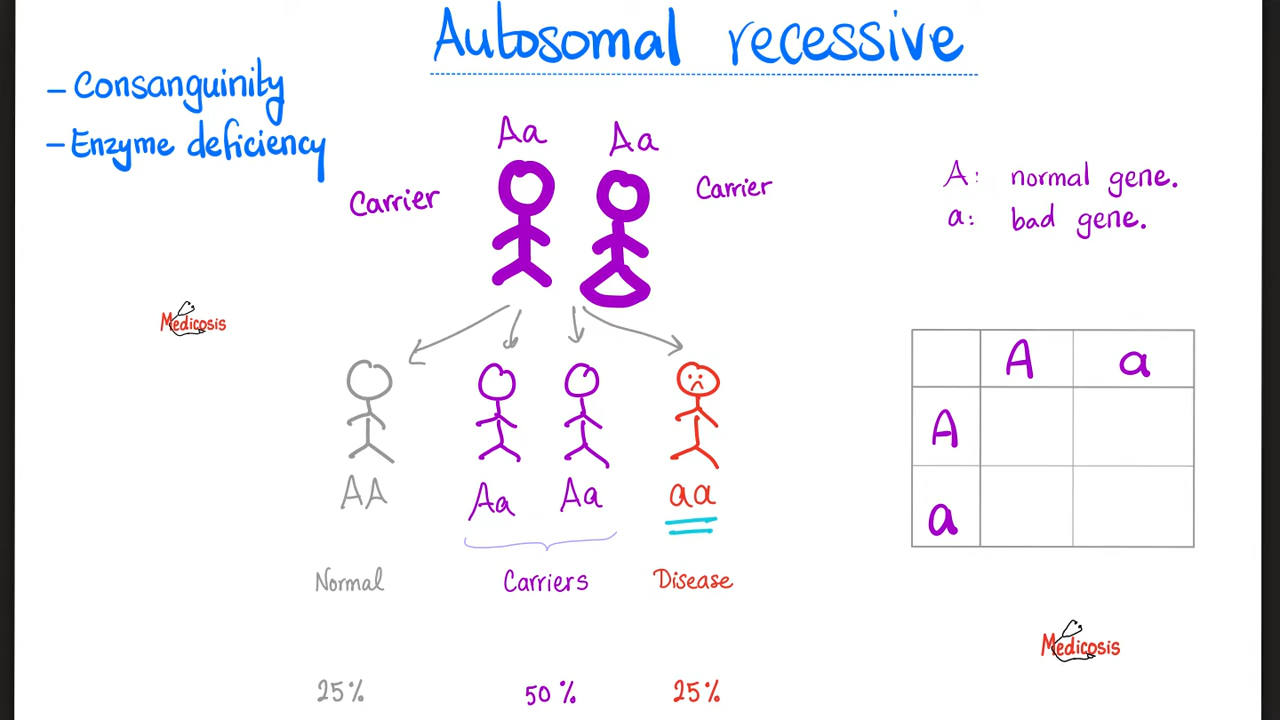 Autosomal recessive
– Consanguinity
– Enzyme deficiency
Aa Aa
Carrier Carrier
A: normal gene.
a: bad gene.
Medicosis
A a
A
a
AA Aa Aa aa
Normal Carriers Disease
Medicosis
25% 50% 25%